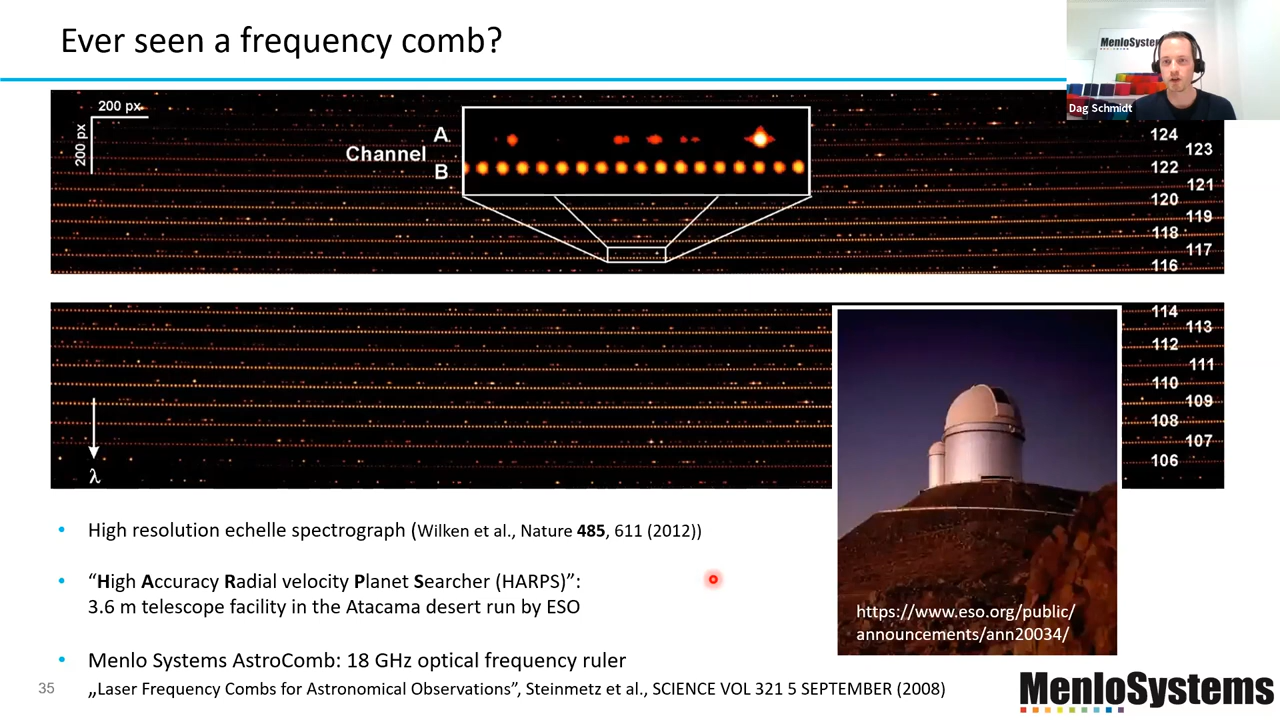 Ever seen a frequency comb?
MenloSystem
Dag Schmidt
200 px
200 px
A
Channel
B
124
123
122
121
120
119
118
117
116
114
113
112
111
110
109
108
107
106
λ
• High resolution echelle spectrograph (Wilken et al., Nature 485, 611 (2012))
• “High Accuracy Radial velocity Planet Searcher (HARPS)”:
3.6 m telescope facility in the Atacama desert run by ESO
https://www.eso.org/public/
announcements/ann20034/
• Menlo Systems AstroComb: 18 GHz optical frequency ruler
„Laser Frequency Combs for Astronomical Observations”, Steinmetz et al., SCIENCE VOL 321 5 SEPTEMBER (2008)
35
MenloSystems